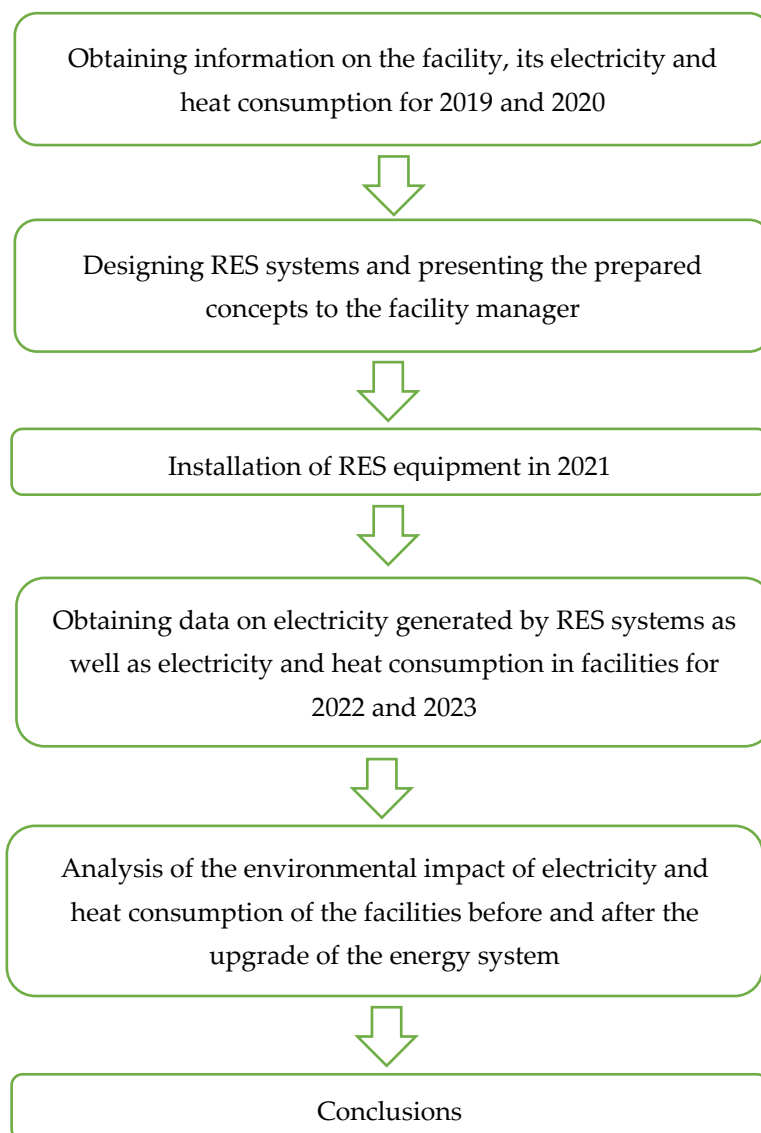 Obtaining information on the facility, its electricity and
heat consumption for 2019 and 2020
Designing RES systems and presenting the prepared
concepts to the facility manager
Installation of RES equipment in 2021
Obtaining data on electricity generated by RES systems as
well as electricity and heat consumption in facilities for
2022 and 2023
Analysis of the environmental impact of electricity and
heat consumption of the facilities before and after the
upgrade of the energy system
Conclusions